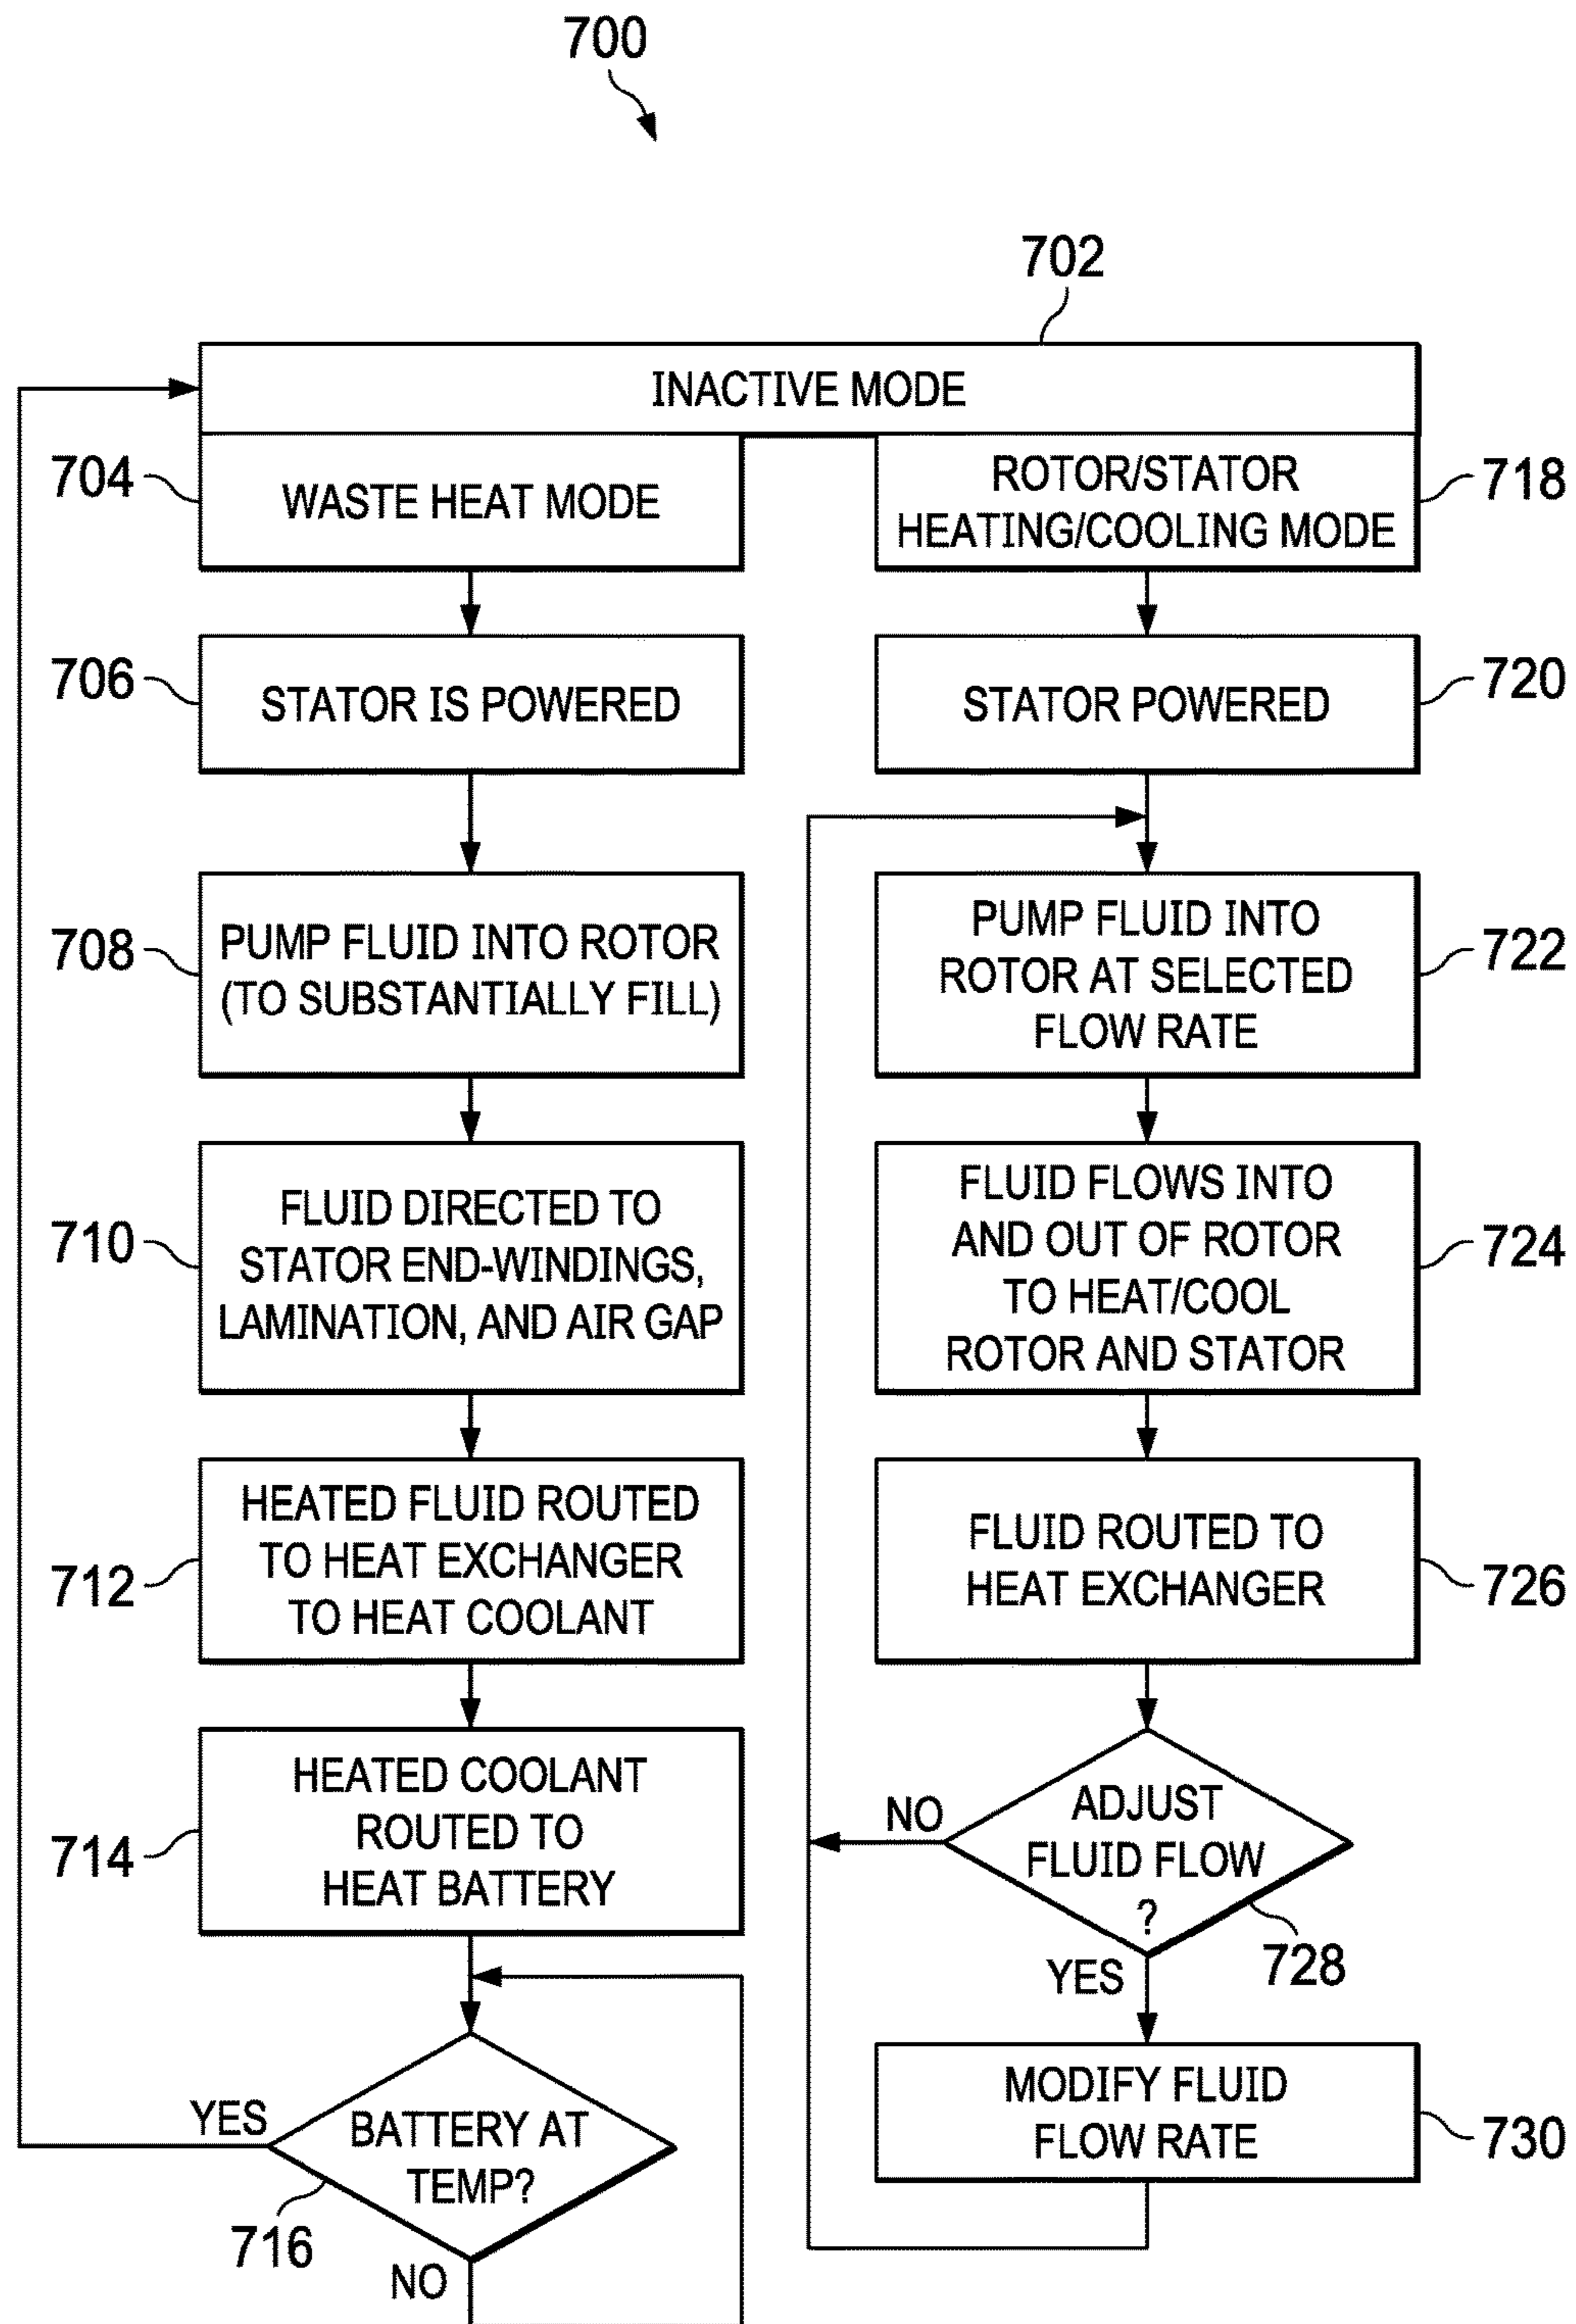 700
702
INACTIVE MODE
704
WASTE HEAT MODE
ROTOR/STATOR
HEATING/COOLING MODE
718
706
STATOR IS POWERED
STATOR POWERED
720
708
PUMP FLUID INTO ROTOR
(TO SUBSTANTIALLY FILL)
PUMP FLUID INTO
ROTOR AT SELECTED
FLOW RATE
722
710
FLUID DIRECTED TO
STATOR END-WINDINGS,
LAMINATION, AND AIR GAP
FLUID FLOWS INTO
AND OUT OF ROTOR
TO HEAT/COOL
ROTOR AND STATOR
724
712
HEATED FLUID ROUTED
TO HEAT EXCHANGER
TO HEAT COOLANT
FLUID ROUTED TO
HEAT EXCHANGER
726
714
HEATED COOLANT
ROUTED TO
HEAT BATTERY
NO
ADJUST
FLUID FLOW
?
728
YES
YES
BATTERY AT
TEMP?
716
NO
MODIFY FLUID
FLOW RATE
730